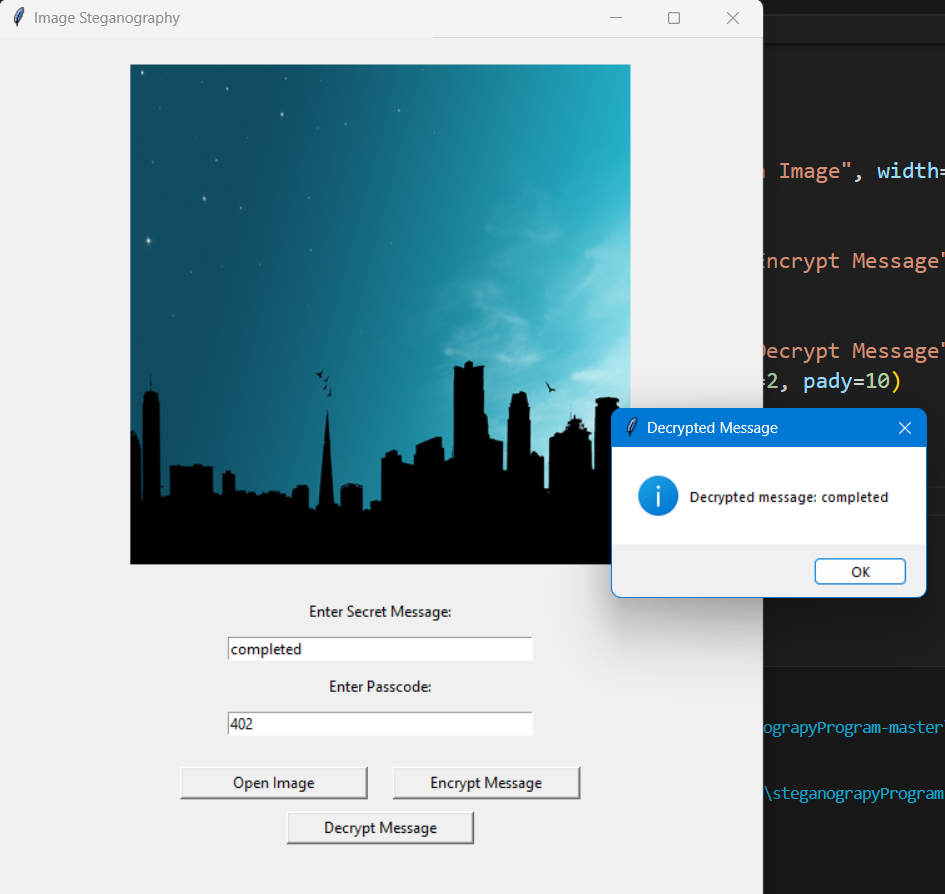 Image Steganography
Image", width=
Encrypt Message"
Decrypt Message"
=2, pady=10)
Decrypted Message
Decrypted message: completed
OK
Enter Secret Message:
completed
Enter Passcode:
402
ograpyProgram-master
Open Image
Encrypt Message
\steganograpyProgram
Decrypt Message